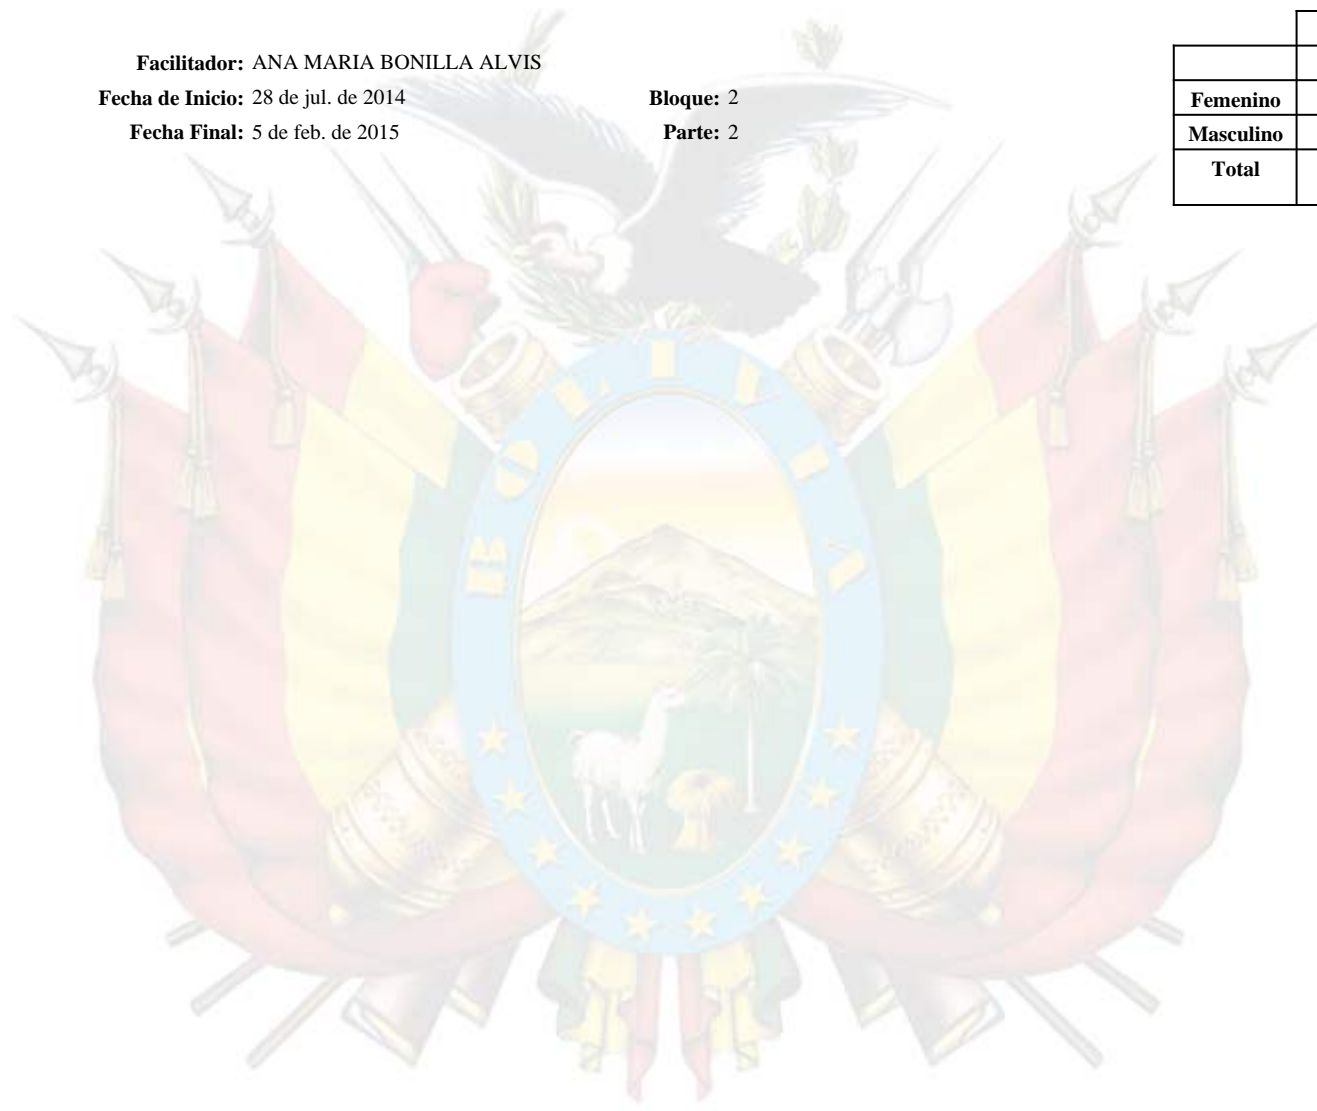 Facilitador: ANA MARIA BONILLA ALVIS
Fecha de Inicio: 28 de jul. de 2014 Bloque: 2
Fecha Final: 5 de feb. de 2015 Parte: 2
Femenino
Masculino
Total
BOLIVIA